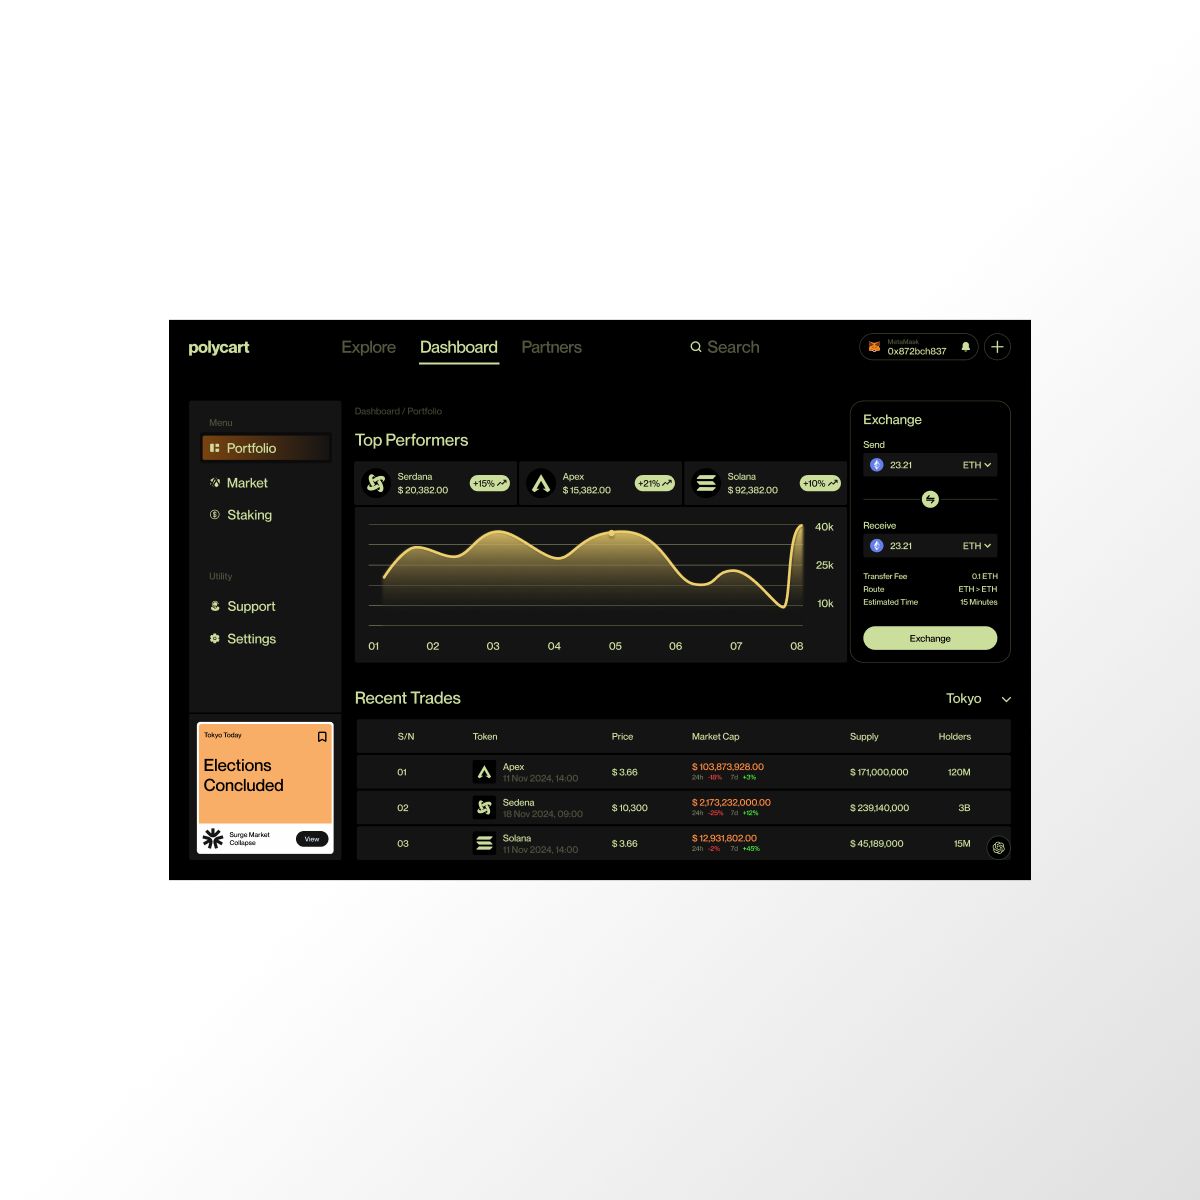 polycart
Explore Dashboard Partners
Search
MetaMask
0x872bch837
Menu
Portfolio
Market
Staking
Utility
Support
Settings
Tokyo Today
Elections
Concluded
Surge Market
Collapse
View
Dashboard / Portfolio
Top Performers
Serdana
$ 20,382.00
+15%
Apex
$ 15,382.00
+21%
Solana
$ 92,382.00
+10%
40k
25k
10k
01 02 03 04 05 06 07 08
Exchange
Send
23.21 ETH
Receive
23.21 ETH
Transfer Fee 0.1 ETH
Route ETH > ETH
Estimated Time 15 Minutes
Exchange
Recent Trades
Tokyo
S/N Token Price Market Cap Supply Holders
01 Apex $ 3.66 $ 103,873,928.00 $ 171,000,000 120M
11 Nov 2024, 14:00 24h -18% 7d +3%
02 Sedena $ 10,300 $ 2,173,232,000.00 $ 239,140,000 3B
18 Nov 2024, 09:00 24h -25% 7d +12%
03 Solana $ 3.66 $ 12,931,802.00 $ 45,189,000 15M
11 Nov 2024, 14:00 24h -2% 7d +45%